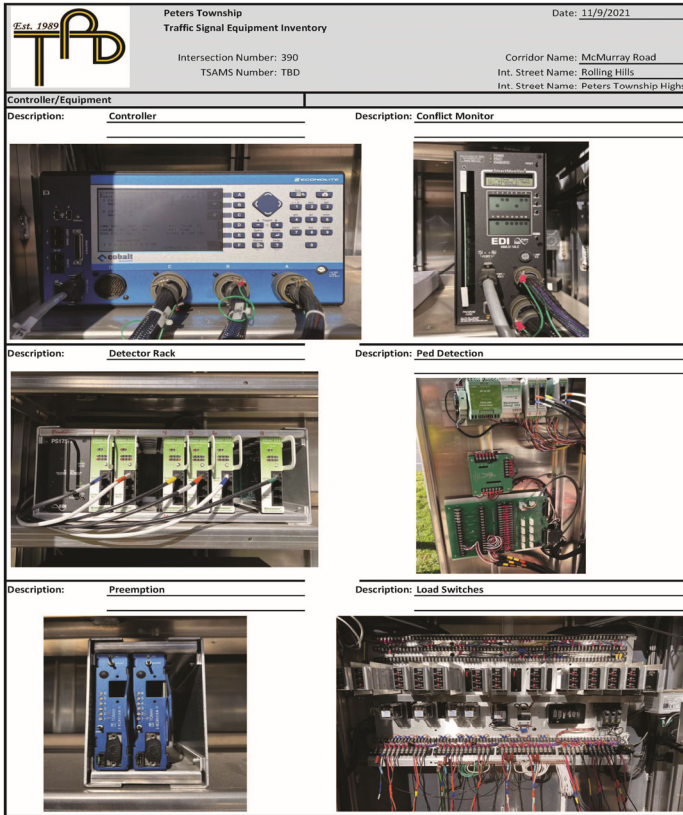 Est. 1989
TPD
Peters Township
Traffic Signal Equipment Inventory
Date: 11/9/2021
Intersection Number: 390
TSAMS Number: TBD
Corridor Name: McMurray Road
Int. Street Name: Rolling Hills
Int. Street Name: Peters Township Highs
Controller/Equipment
Description: Controller
Description: Conflict Monitor
ECONOLITE
A
B
C
D
E
F
cobalt
C
B
A
EDI
Description: Detector Rack
Description: Ped Detection
Description: Preemption
Description: Load Switches